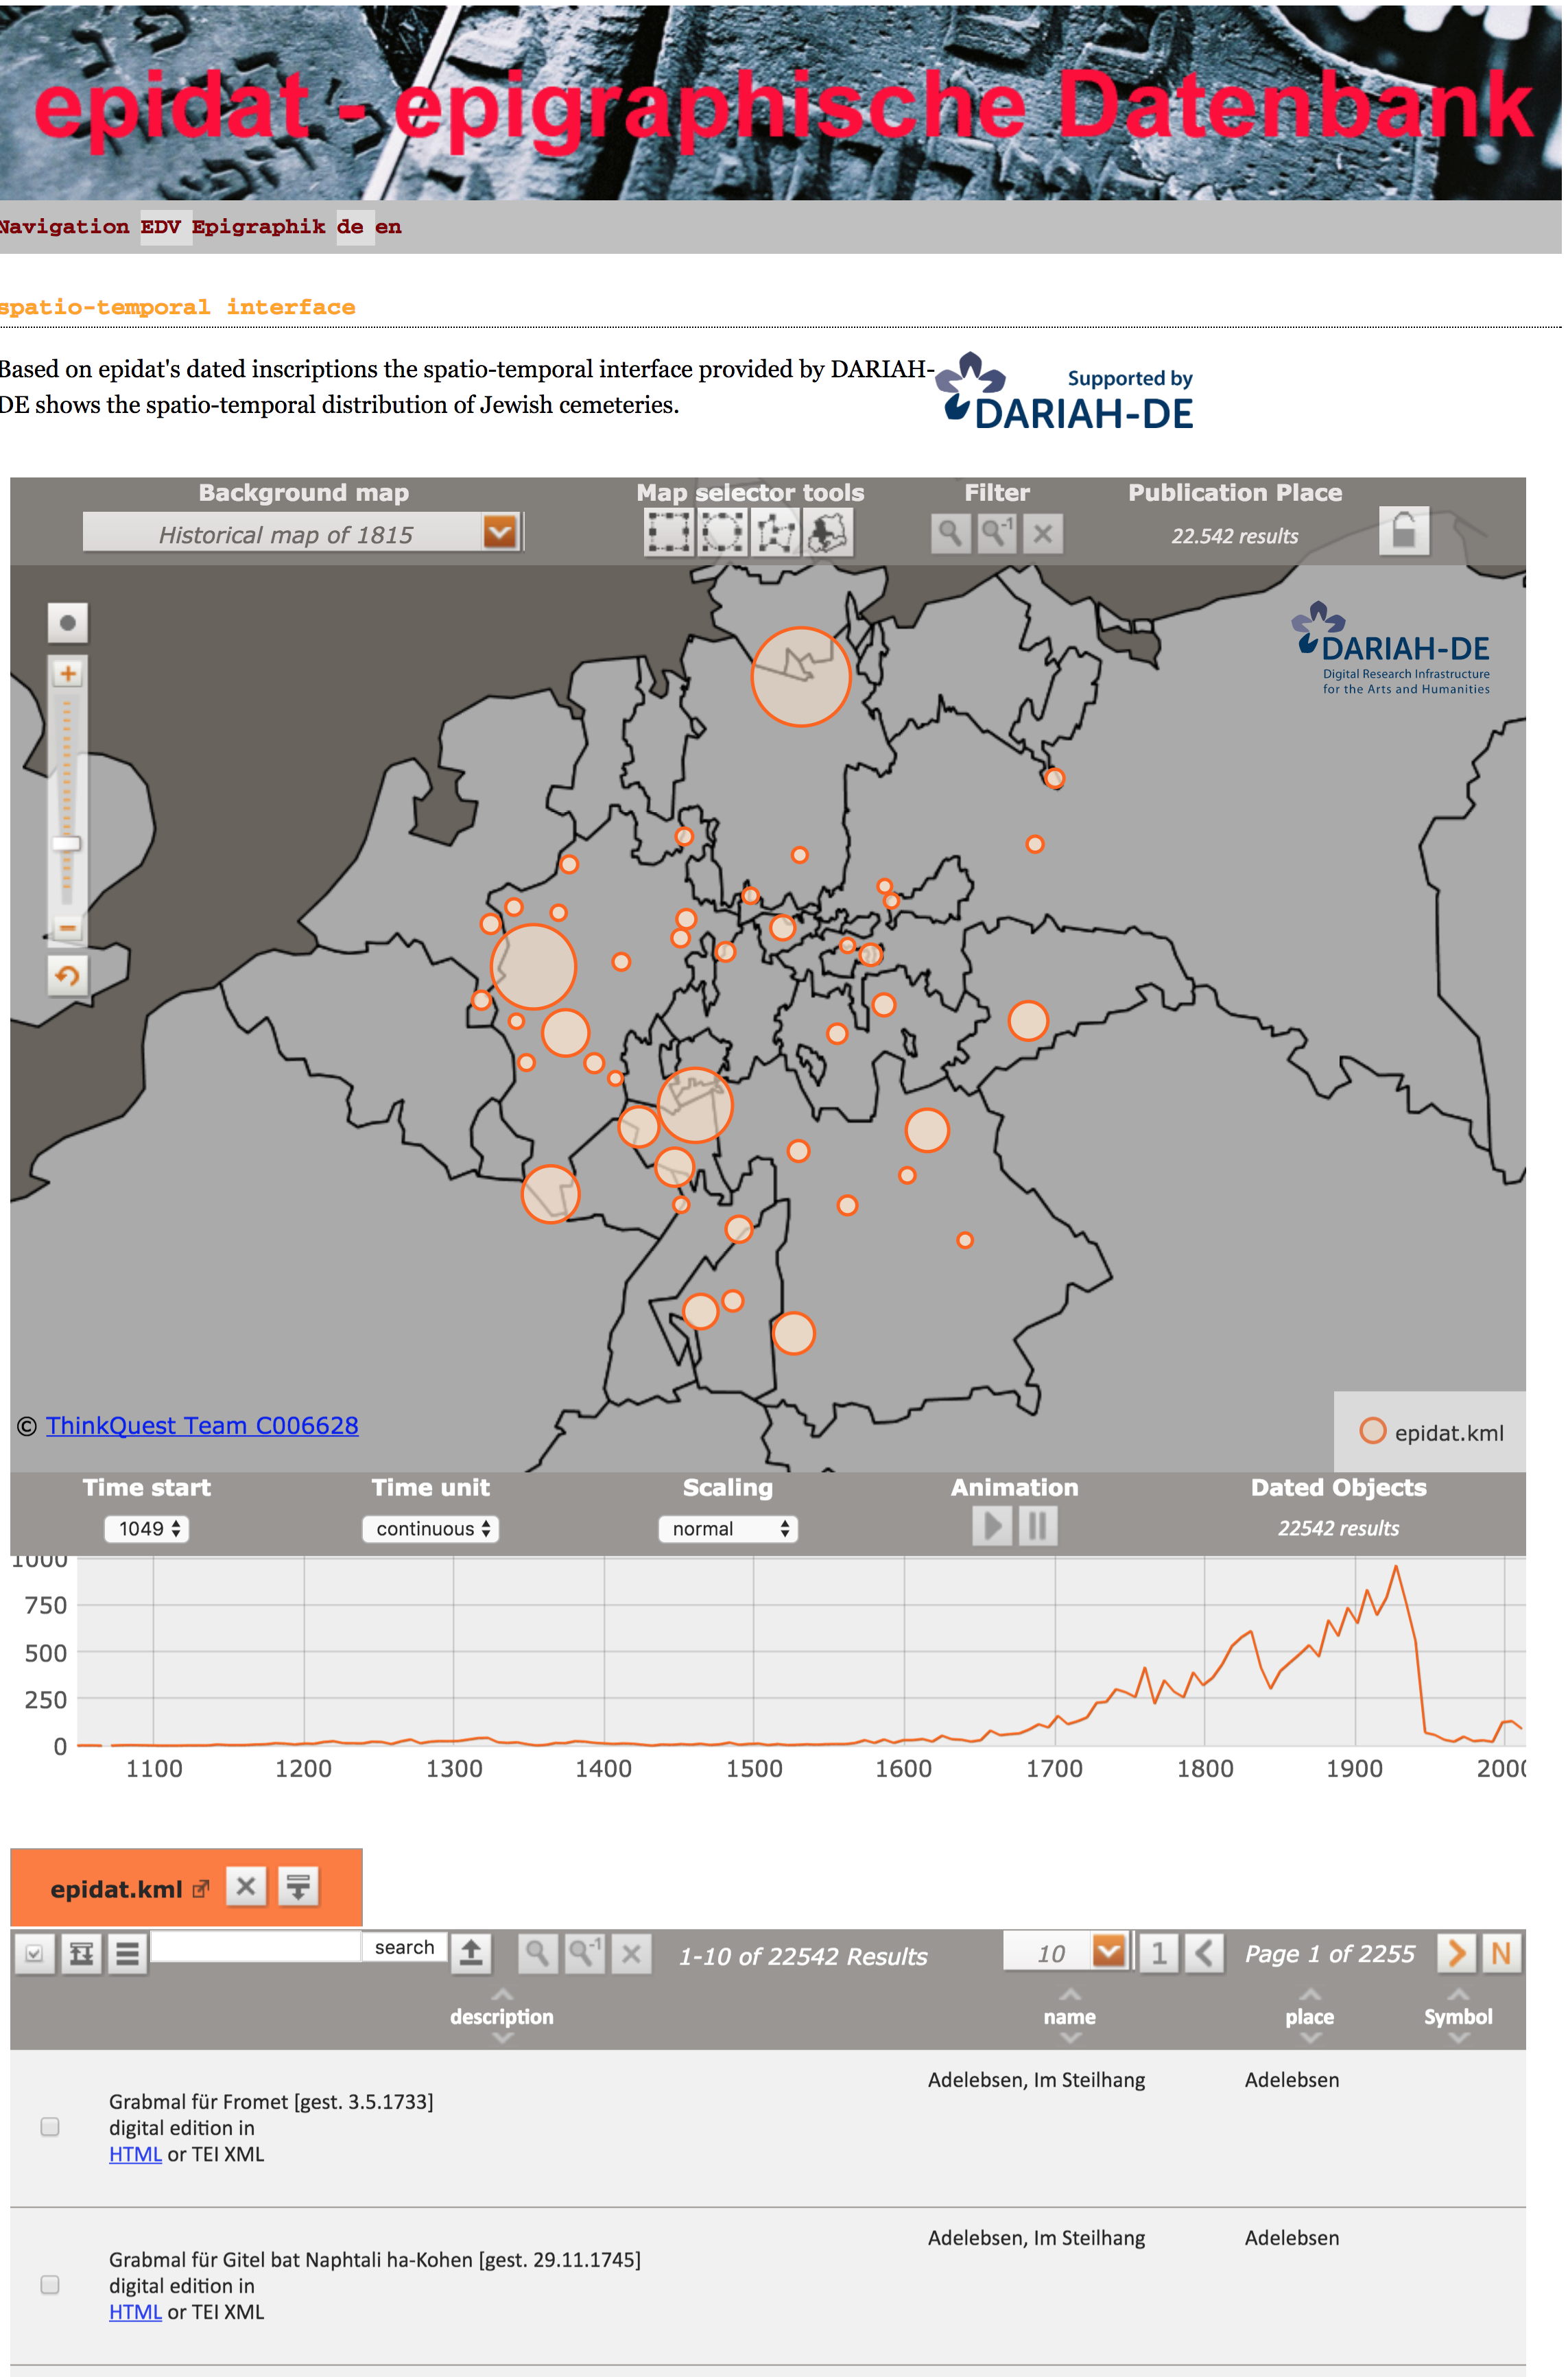 epidat - epigraphische Datenbank
Navigation EDV Epigraphik de en
spatio-temporal interface
Based on epidat's dated inscriptions the spatio-temporal interface provided by DARIAH-
DE shows the spatio-temporal distribution of Jewish cemeteries.
Supported by
DARIAH-DE
Background map Map selector tools Filter Publication Place
Historical map of 1815 -1 22.542 results
DARIAH-DE
Digital Research Infrastructure
for the Arts and Humanities
© ThinkQuest Team C006628
epidat.kml
Time start Time unit Scaling Animation Dated Objects
1049 continuous normal 22542 results
1000
750
500
250
0
1100 1200 1300 1400 1500 1600 1700 1800 1900 2000
epidat.kml
search -1 1-10 of 22542 Results 10 1 Page 1 of 2255 N
description name place Symbol
Adelebsen, Im Steilhang Adelebsen
Grabmal für Fromet [gest. 3.5.1733]
digital edition in
HTML or TEI XML
Adelebsen, Im Steilhang Adelebsen
Grabmal für Gitel bat Naphtali ha-Kohen [gest. 29.11.1745]
digital edition in
HTML or TEI XML